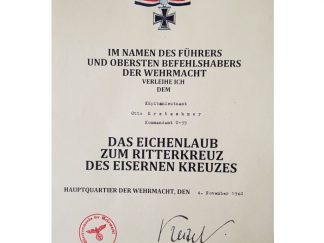 IM NAMEN DES FÜHRERS
UND OBERSTEN BEFEHLSHABERS
DER WEHRMACHT
VERLEIHE ICH
DEM
Kapitänleutnant
Otto Kretschmer
Kommandant U-99
DAS EICHENLAUB
ZUM RITTERKREUZ
DES EISERNEN KREUZES
HAUPTQUARTIER DER WEHRMACHT, DEN 4. November 1940